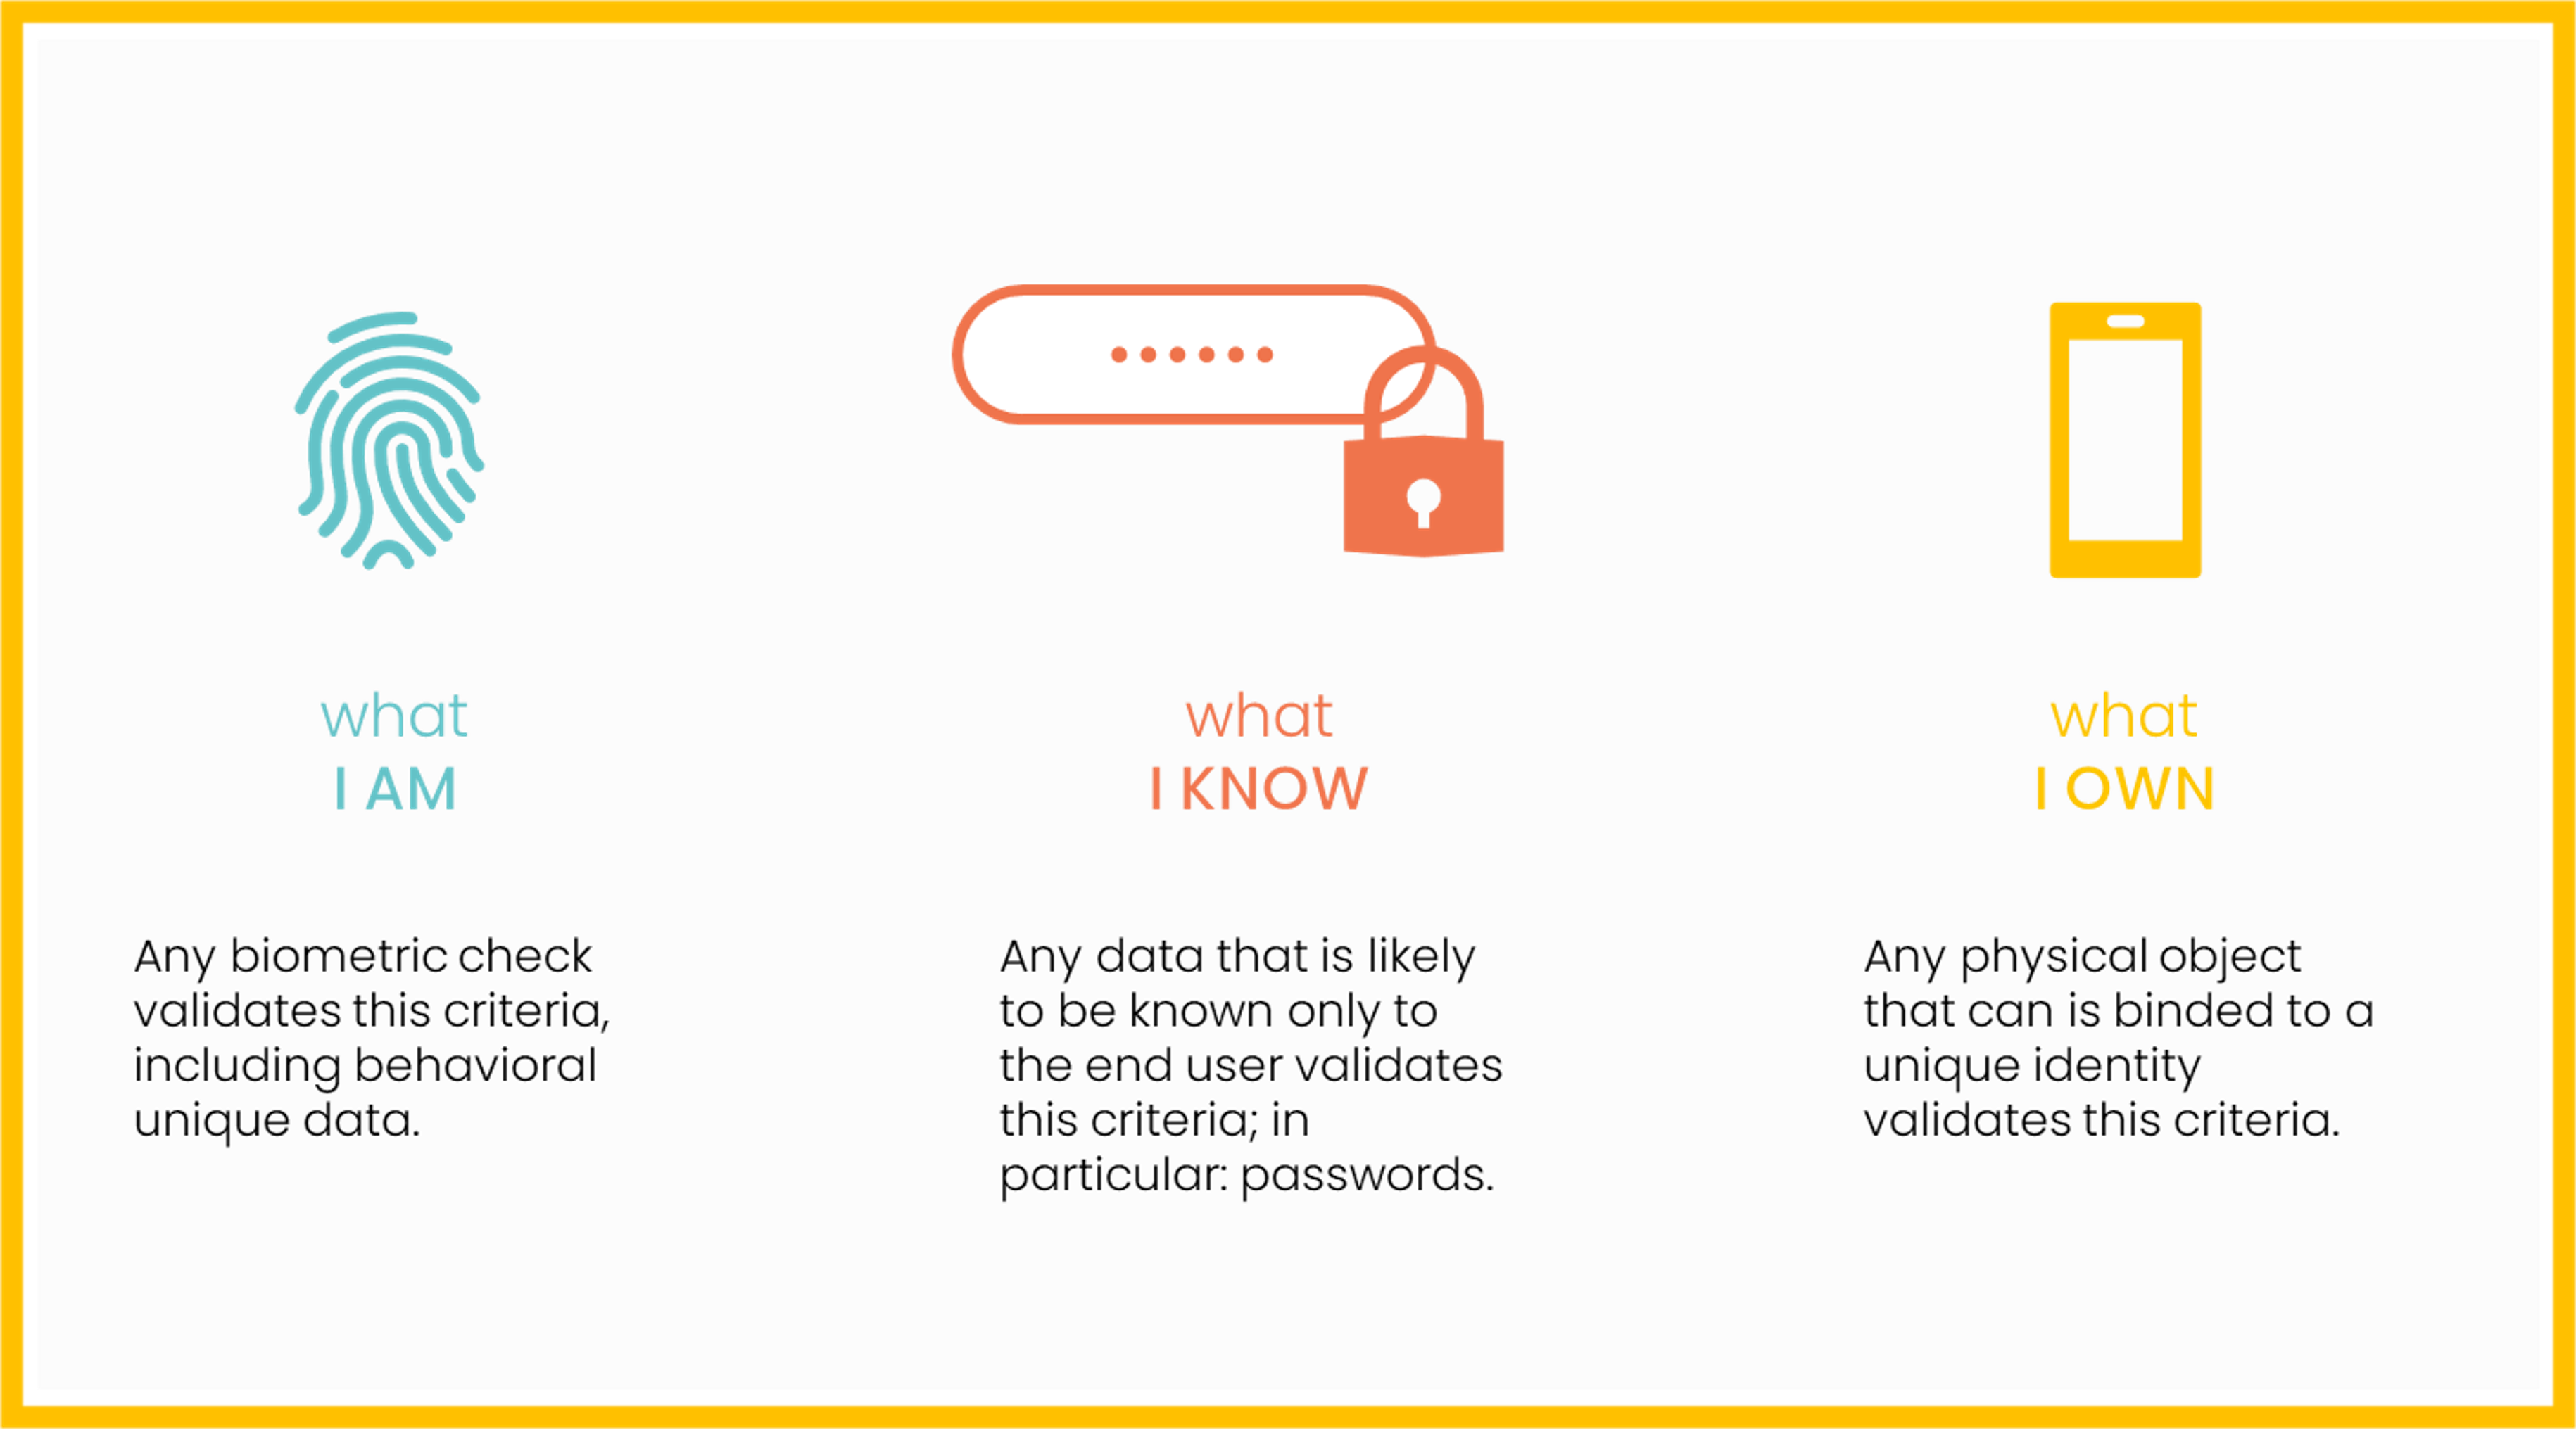 what
I AM
Any biometric check
validates this criteria,
including behavioral
unique data.
what
I KNOW
Any data that is likely
to be known only to
the end user validates
this criteria; in
particular: passwords.
what
I OWN
Any physical object
that can is binded to a
unique identity
validates this criteria.